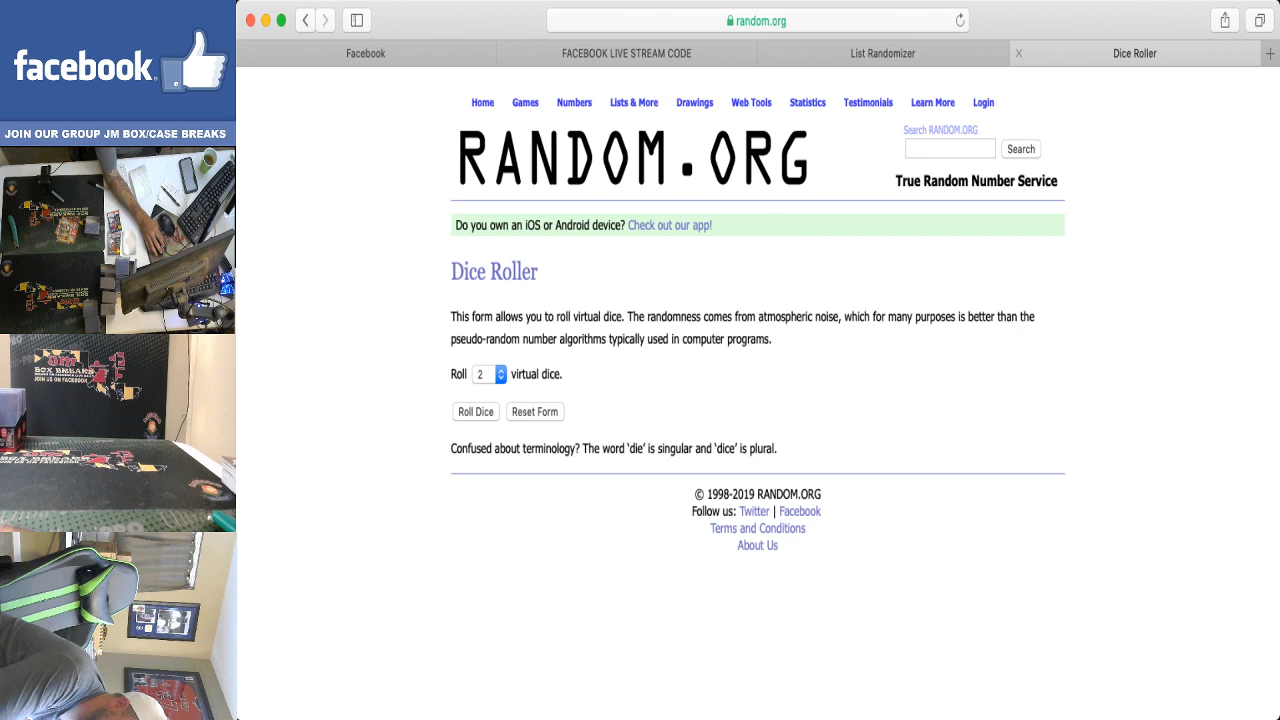 facebook
JOIN OUR GROUP JM BOX/CASE BREAKS
BOX BREAKS
JOIN US ON FACEBOOK
random.org
Facebook
FACEBOOK LIVE STREAM CODE
List Randomizer
Dice Roller
Home Games Numbers Lists & More Drawings Web Tools Statistics Testimonials Learn More Login
RANDOM.ORG
Search RANDOM.ORG
Search
True Random Number Service
Do you own an iOS or Android device? Check out our app!
Dice Roller
This form allows you to roll virtual dice. The randomness comes from atmospheric noise, which for many purposes is better than the
pseudo-random number algorithms typically used in computer programs.
Roll 2 virtual dice.
Roll Dice Reset Form
Confused about terminology? The word ‘die’ is singular and ‘dice’ is plural.
© 1998-2019 RANDOM.ORG
Follow us: Twitter | Facebook
Terms and Conditions
About Us